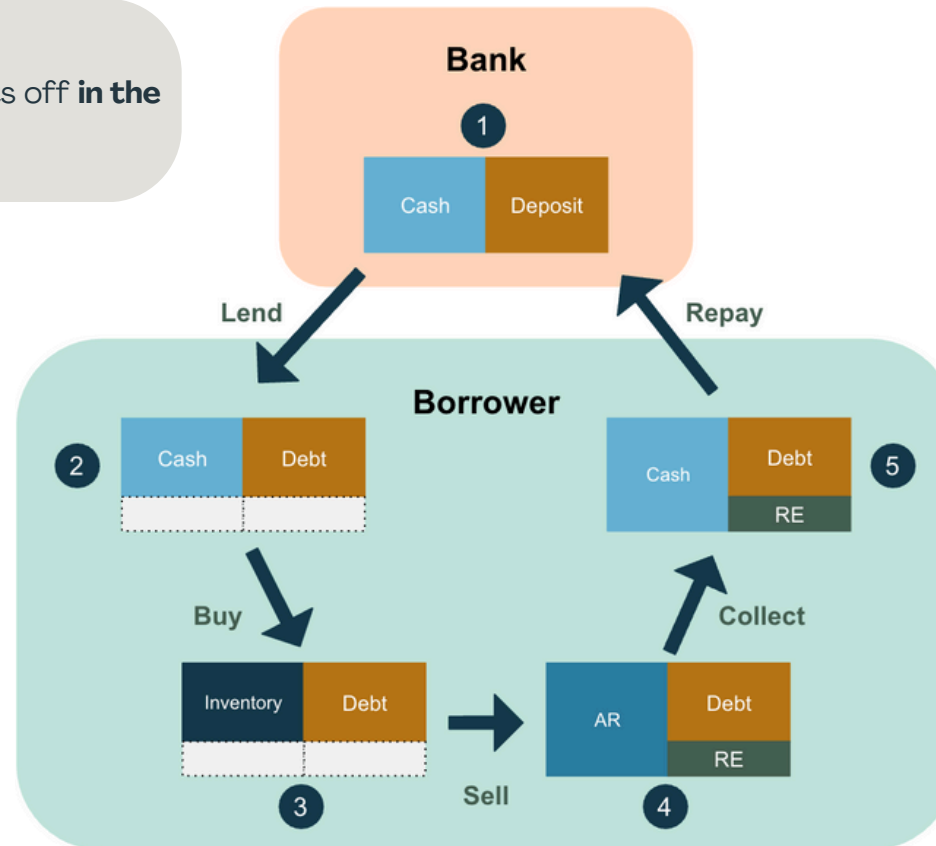 s off in the
Bank
1
Cash
Deposit
Lend
Repay
Borrower
2
Cash
Debt
Cash
Debt
RE
5
Buy
Collect
Inventory
Debt
Sell
AR
Debt
RE
3
4